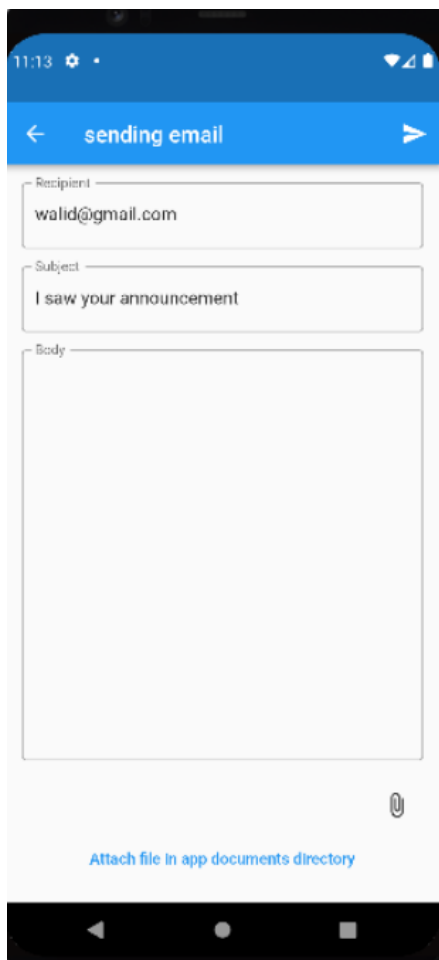 11:13
sending email
Recipient
walid@gmail.com
Subject
I saw your announcement
Body
Attach file in app documents directory